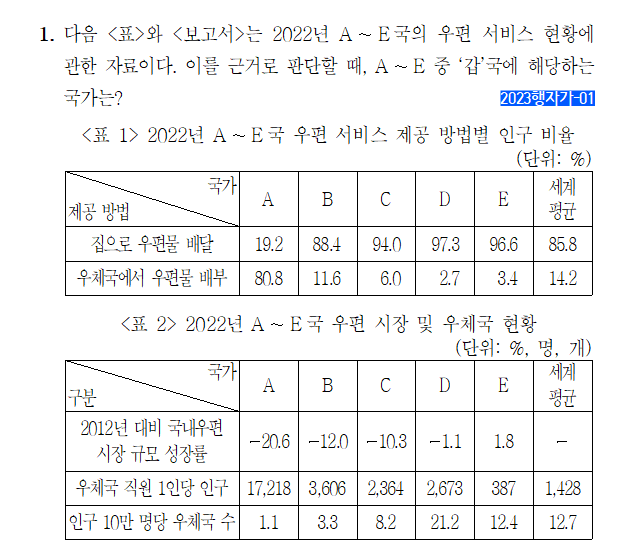 1. 다음 <표>와 <보고서>는 2022년 A～E국의 우편 서비스 현황에
관한 자료이다. 이를 근거로 판단할 때, A～E 중 ‘갑’국에 해당하는
국가는?
2023행자가-01
<표 1> 2022년 A～E국 우편 서비스 제공 방법별 인구 비율
(단위: %)
국가 제공 방법 A B C D E 세계 평균
집으로 우편물 배달 19.2 88.4 94.0 97.3 96.6 85.8
우체국에서 우편물 배부 80.8 11.6 6.0 2.7 3.4 14.2
<표 2> 2022년 A～E국 우편 시장 및 우체국 현황
(단위: %, 명, 개)
국가 구분 A B C D E 세계 평균
2012년 대비 국내우편
시장 규모 성장률 －20.6 －12.0 －10.3 －1.1 1.8 －
우체국 직원 1인당 인구 17,218 3,606 2,364 2,673 387 1,428
인구 10만 명당 우체국 수 1.1 3.3 8.2 21.2 12.4 12.7